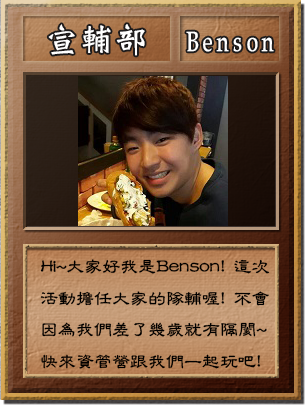 宣輔部
Benson
Hi~大家好我是Benson! 這次
活動擔任大家的隊輔喔! 不會
因為我們差了幾歲就有隔閡~
快來資管營跟我們一起玩吧!